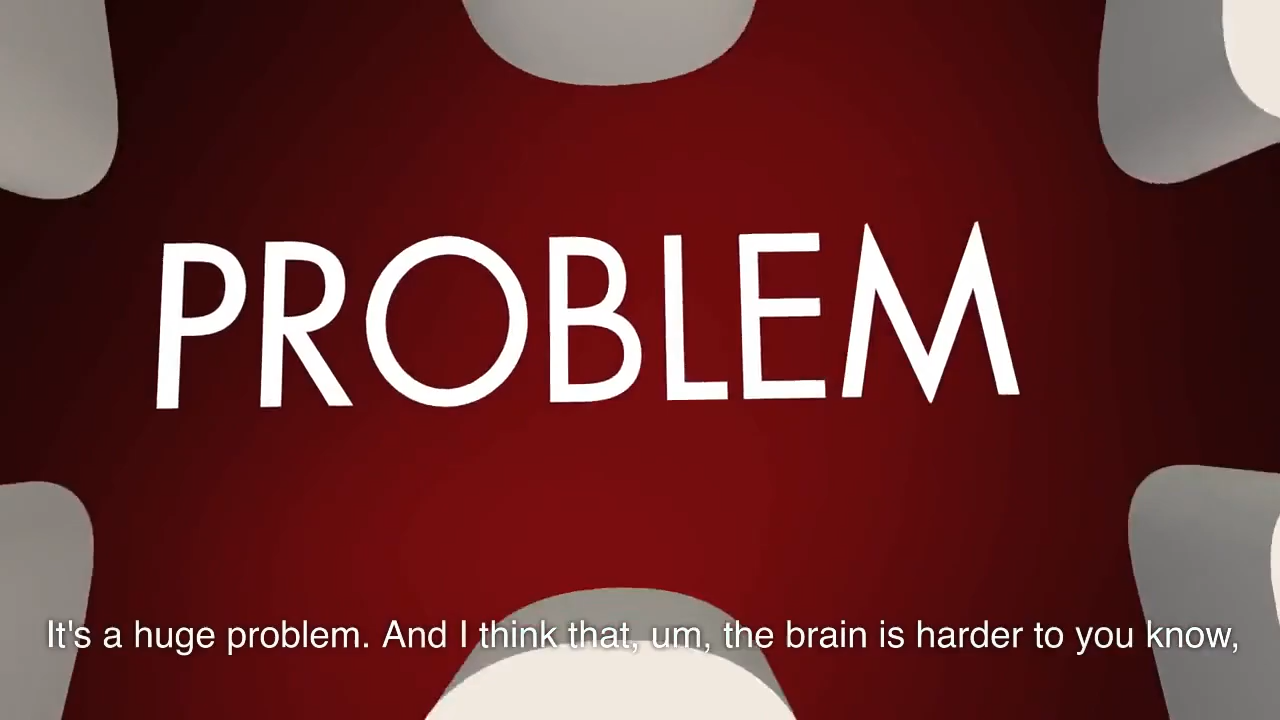 PROBLEM
It's a huge problem. And I think that, um, the brain is harder to you know,